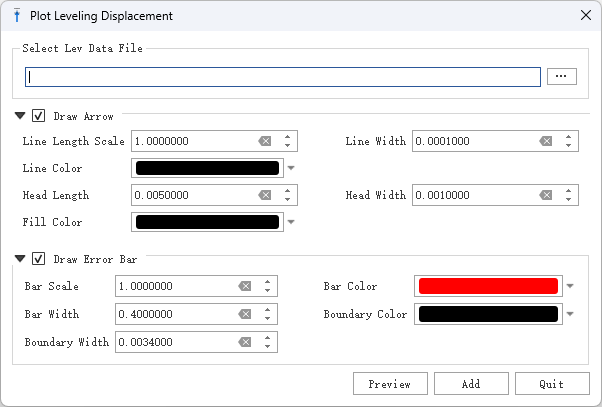 Plot Leveling Displacement
Select Lev Data File
...
Draw Arrow
Line Length Scale 1.0000000 Line Width 0.0001000
Line Color
Head Length 0.0050000 Head Width 0.0010000
Fill Color
Draw Error Bar
Bar Scale 1.0000000 Bar Color
Bar Width 0.4000000 Boundary Color
Boundary Width 0.0034000
Preview Add Quit